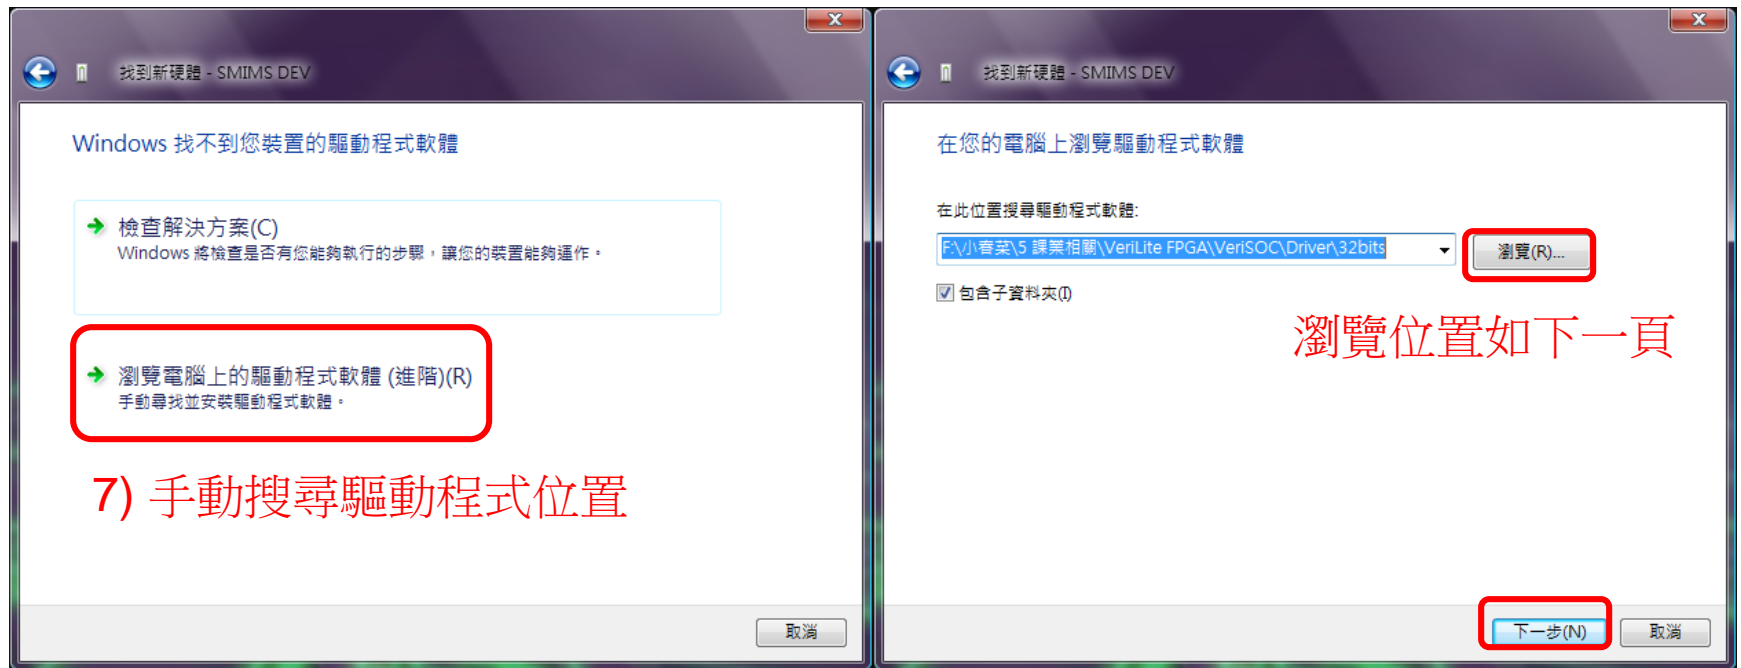 找到新硬體 - SMIMS DEV
Windows 找不到您裝置的驅動程式軟體
檢查解決方案(C)
Windows 將檢查是否有您能夠執行的步驟，讓您的裝置能夠運作。
瀏覽電腦上的驅動程式軟體 (進階)(R)
手動尋找並安裝驅動程式軟體。
7) 手動搜尋驅動程式位置
取消
找到新硬體 - SMIMS DEV
在您的電腦上瀏覽驅動程式軟體
在此位置搜尋驅動程式軟體:
F:\小春菜\5 課業相關\VeriLite FPGA\VeriSOC\Driver\32bits
瀏覽(R)...
包含子資料夾(I)
瀏覽位置如下一頁
下一步(N)
取消